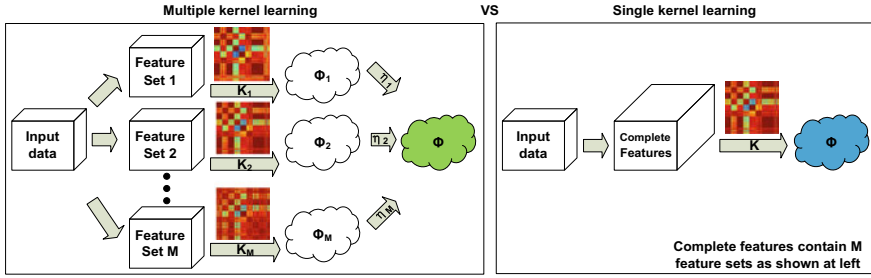 Multiple kernel learning
VS
Single kernel learning
Input
data
Feature
Set 1
K1
Φ1
η1
Feature
Set 2
K2
Φ2
η2
Φ
Feature
Set M
KM
ΦM
ηM
Input
data
Complete
Features
K
Φ
Complete features contain M
feature sets as shown at left